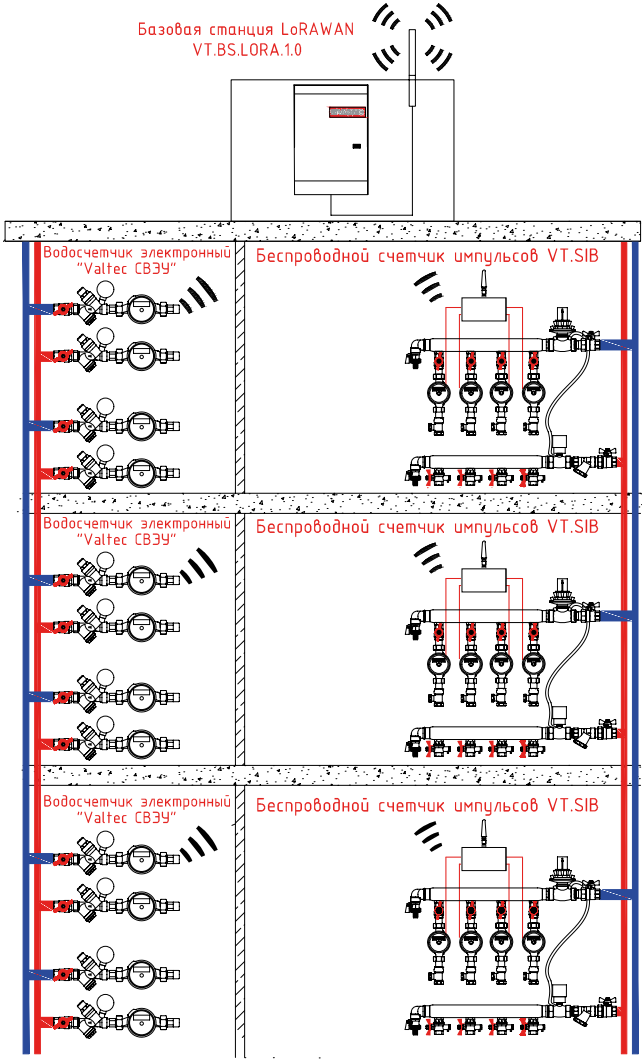 Базовая станция LoRAWAN
VT.BS.LORA.1.0
Водосчетчик электронный
"Valtec СВЭУ"
Беспроводной счетчик импульсов VT.SIB
Водосчетчик электронный
"Valtec СВЭУ"
Беспроводной счетчик импульсов VT.SIB
Водосчетчик электронный
"Valtec СВЭУ"
Беспроводной счетчик импульсов VT.SIB